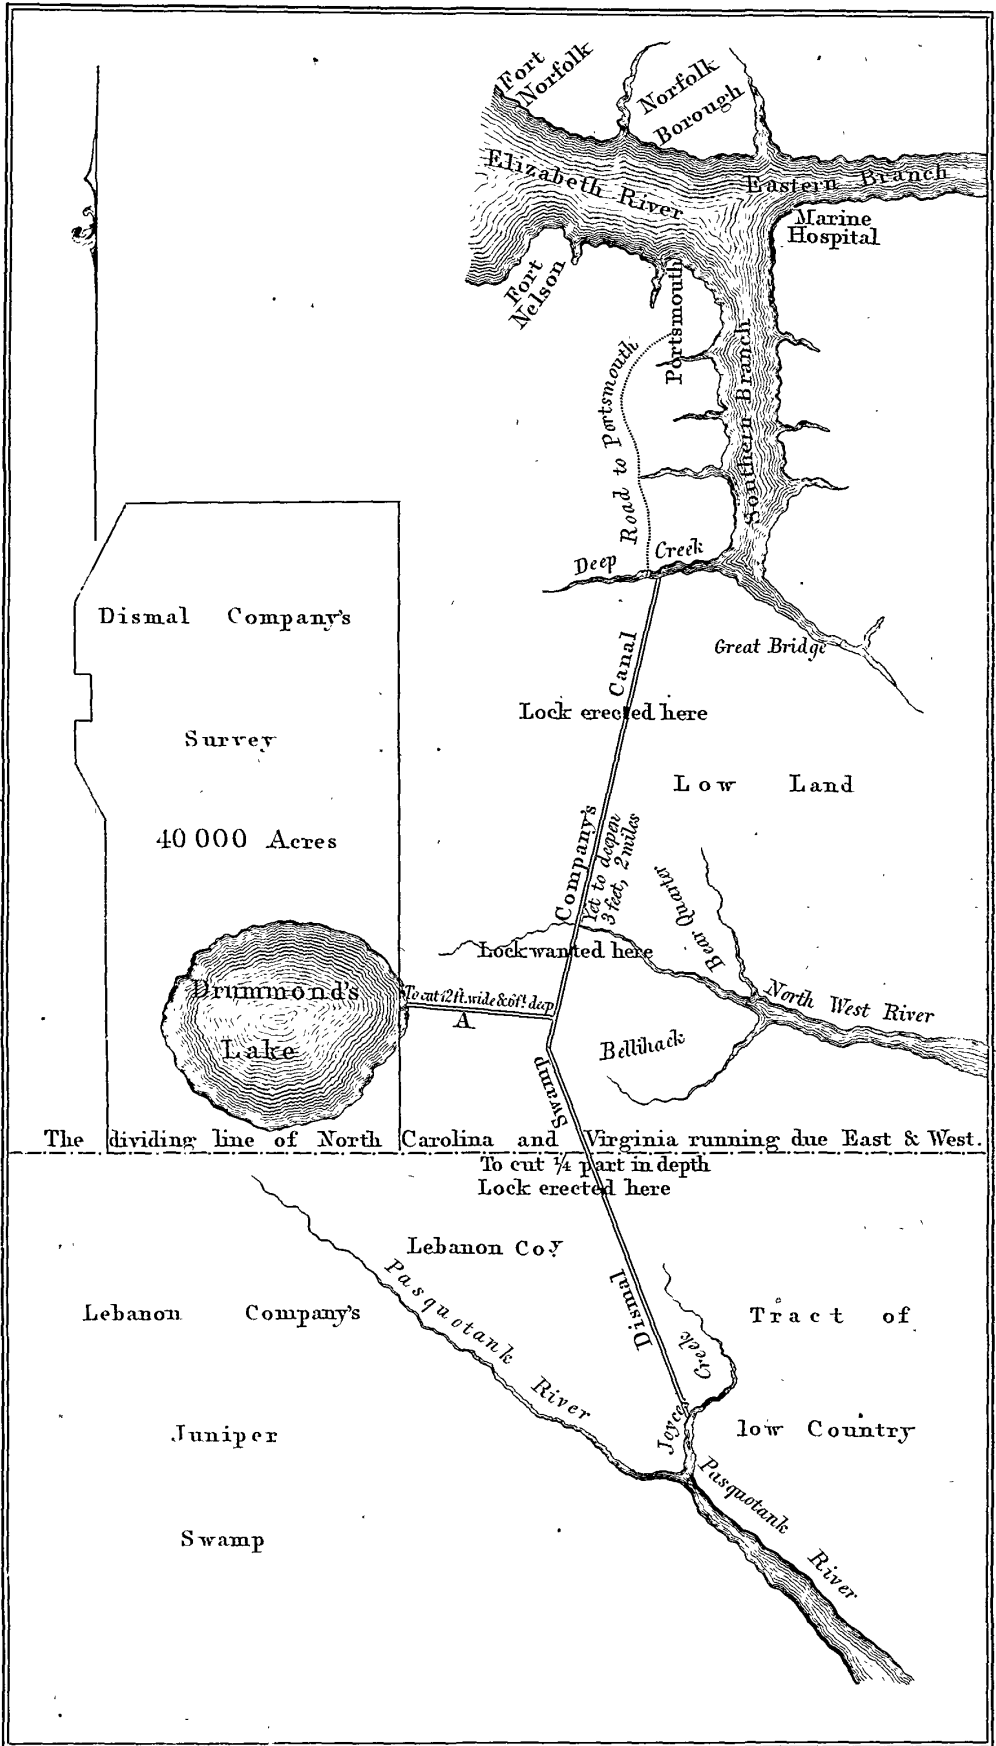 Fort
Norfolk
Norfolk
Borough
Elizabeth River
Eastern Branch
Marine
Hospital
Fort
Nelson
Portsmouth
Southern Branch
Road to Portsmouth
Deep Creek
Great Bridge
Canal
Lock erected here
Dismal Company's
Survey
40 000 Acres
Low Land
Company's
Yet to deepen
3 feet, 2 miles
Bear Quarter
Lock wanted here
Drummond's
Lake
To cut 12 ft. wide & 6 ft. deep
A
North West River
Bellihack
Swamp
The dividing line of North Carolina and Virginia running due East & West.
To cut ¼ part in depth
Lock erected here
Lebanon Coy
Pasquotank River
Lebanon Company's
Dismal
Tract of
Joyce Creek
low Country
Juniper
Pasquotank River
Swamp